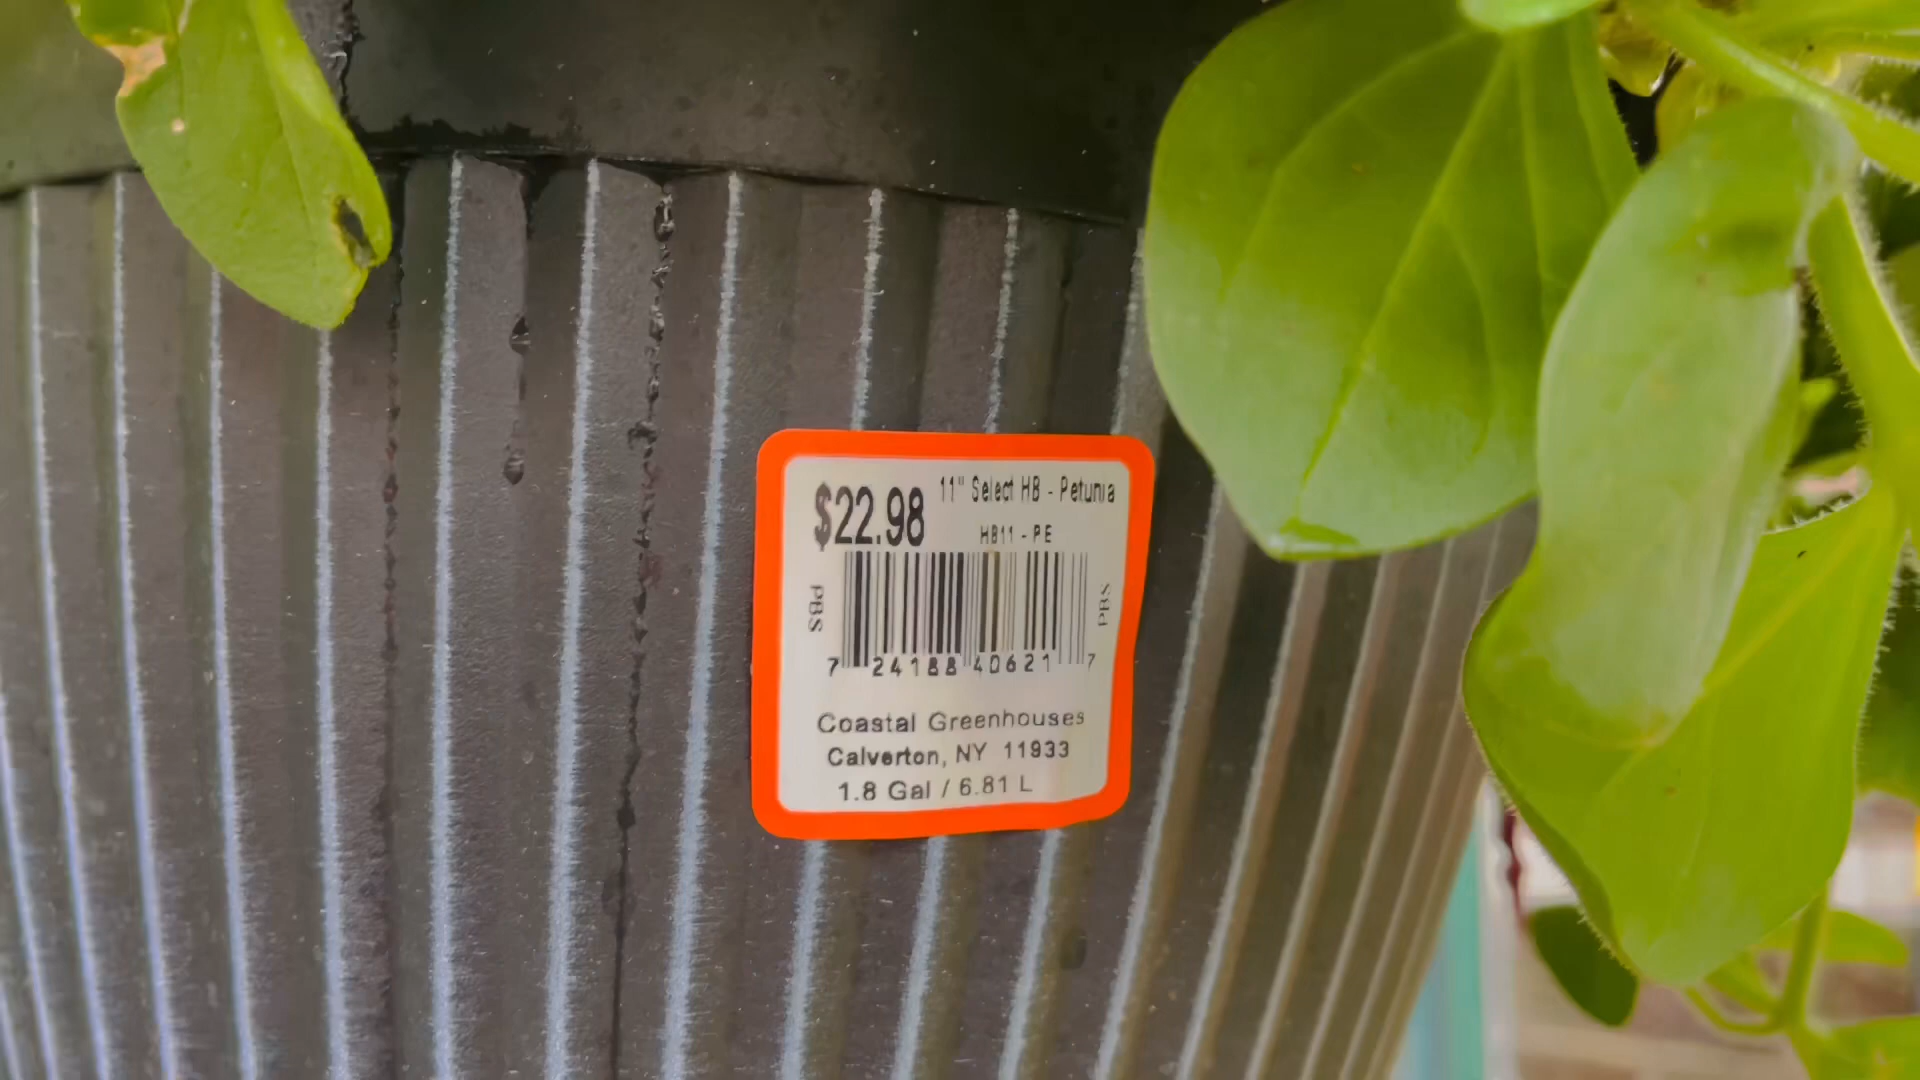 $22.98
11" Select HB - Petunia
HB11 - PE
PBS
PBS
7 24188 40621 7
Coastal Greenhouses
Calverton, NY 11933
1.8 Gal / 6.81 L